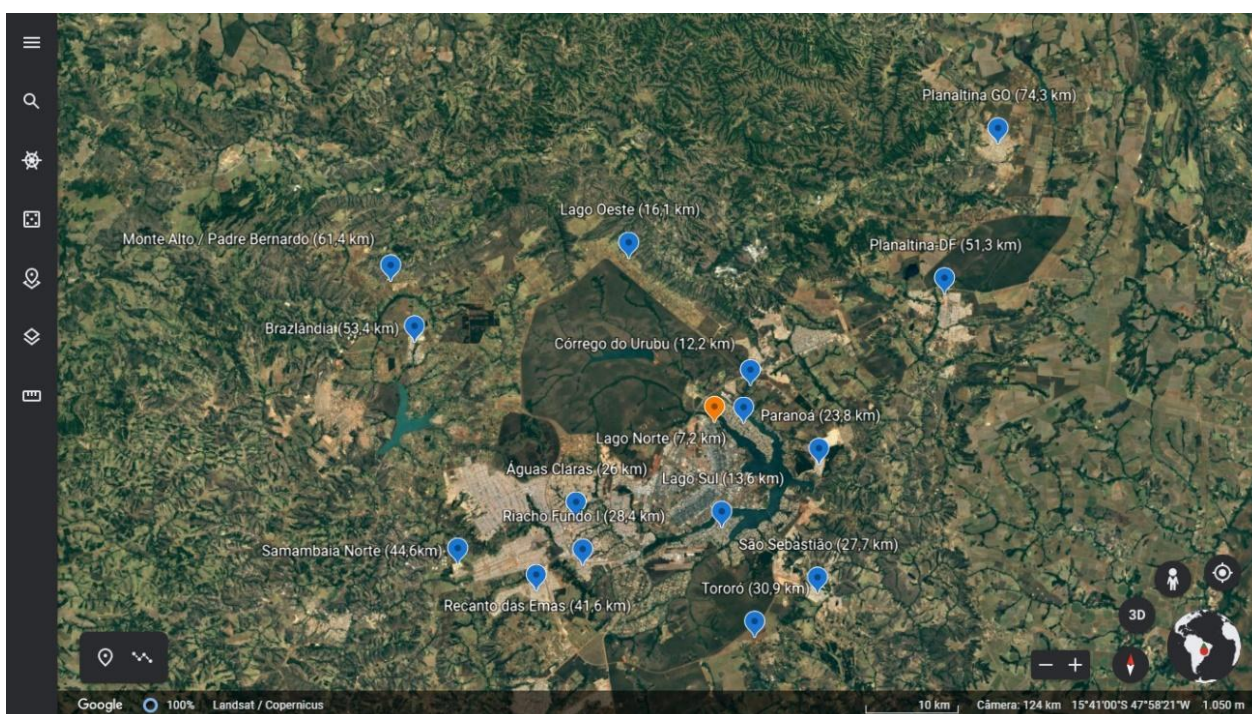 Planaltina GO (74,3 km)
Lago Oeste (16,1 km)
Monte Alto / Padre Bernardo (61,4 km)
Planaltina-DF (51,3 km)
Brazlândia (53,4 km)
Córrego do Urubu (12,2 km)
Paranoá (23,8 km)
Lago Norte (7,2 km)
Águas Claras (26 km)
Lago Sul (13,6 km)
Riacho Fundo I (28,4 km)
Samambaia Norte (44,6km)
São Sebastião (27,7 km)
Tororó (30,9 km)
Recanto das Emas (41,6 km)
3D
Google 100% Landsat / Copernicus 10 km Câmera: 124 km 15°41'00"S 47°58'21"W 1.050 m